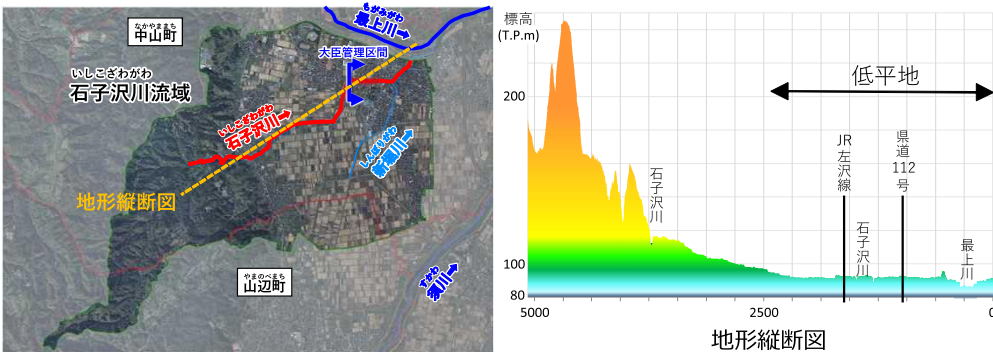 なかやままち
中山町
いしこざわがわ
石子沢川流域
もがみがわ
最上川
大臣管理区間
いしこざわがわ
石子沢川
しんほりがわ
新堀川
地形縦断図
やまのべまち
山辺町
すかわ
須川
標高
(T.P.m)
200
100
80
低平地
JR
左沢線
県道
112
号
石子沢川
石子沢川
最上川
5000
2500
0
地形縦断図